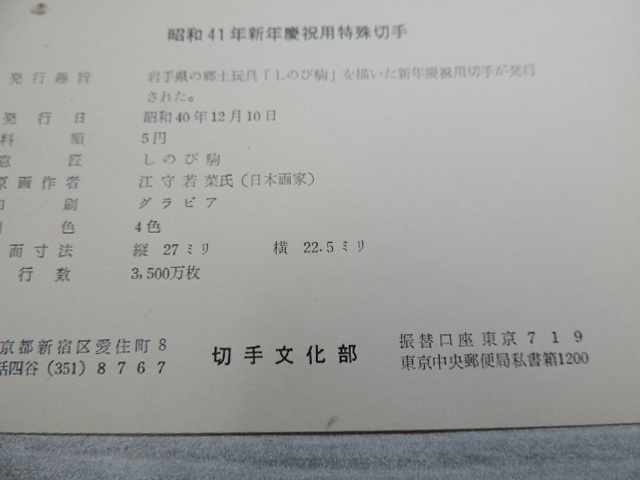 昭和41年新年慶祝用特殊切手
発行趣旨 岩手県の郷土玩具「しのび駒」を描いた新年慶祝用切手が発行
された。
発行日 昭和40年12月10日
料額 5円
意匠 しのび駒
原画作者 江守若菜氏(日本画家)
印刷 グラビア
刷色 4色
面寸法 縦 27ミリ 横 22.5ミリ
行数 3,500万枚
京都新宿区愛住町8
話四谷(351)8767
切手文化部
振替口座東京719
東京中央郵便局私書箱1200